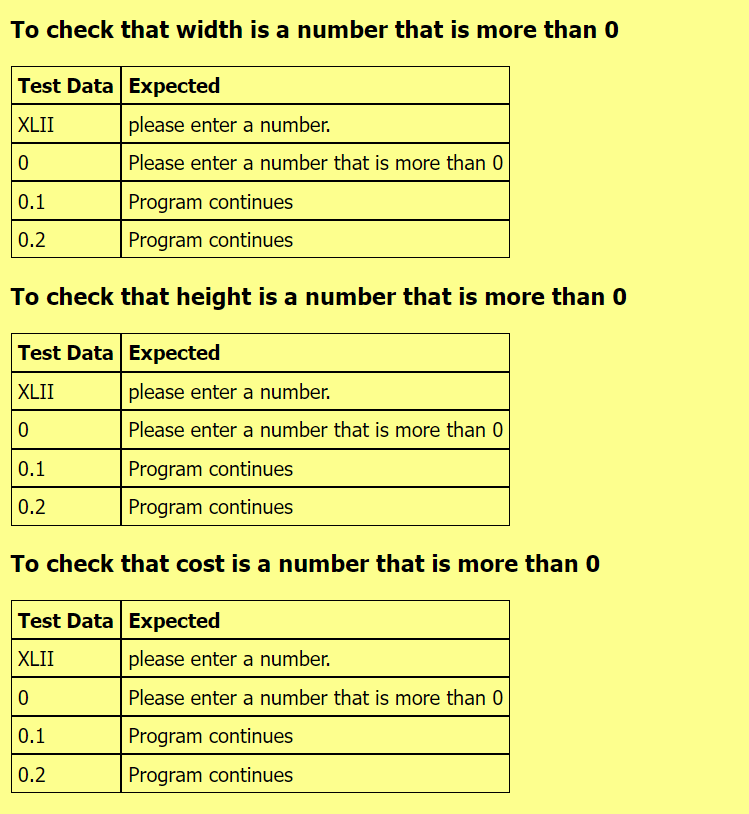 To check that width is a number that is more than 0
Test Data Expected
XLII please enter a number.
0 Please enter a number that is more than 0
0.1 Program continues
0.2 Program continues
To check that height is a number that is more than 0
Test Data Expected
XLII please enter a number.
0 Please enter a number that is more than 0
0.1 Program continues
0.2 Program continues
To check that cost is a number that is more than 0
Test Data Expected
XLII please enter a number.
0 Please enter a number that is more than 0
0.1 Program continues
0.2 Program continues